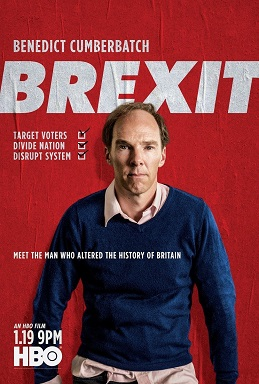 BENEDICT CUMBERBATCH
BREXIT
TARGET VOTERS
DIVIDE NATION
DISRUPT SYSTEM
MEET THE MAN WHO ALTERED THE HISTORY OF BRITAIN
AN HBO FILM
1.19 9PM
HBO